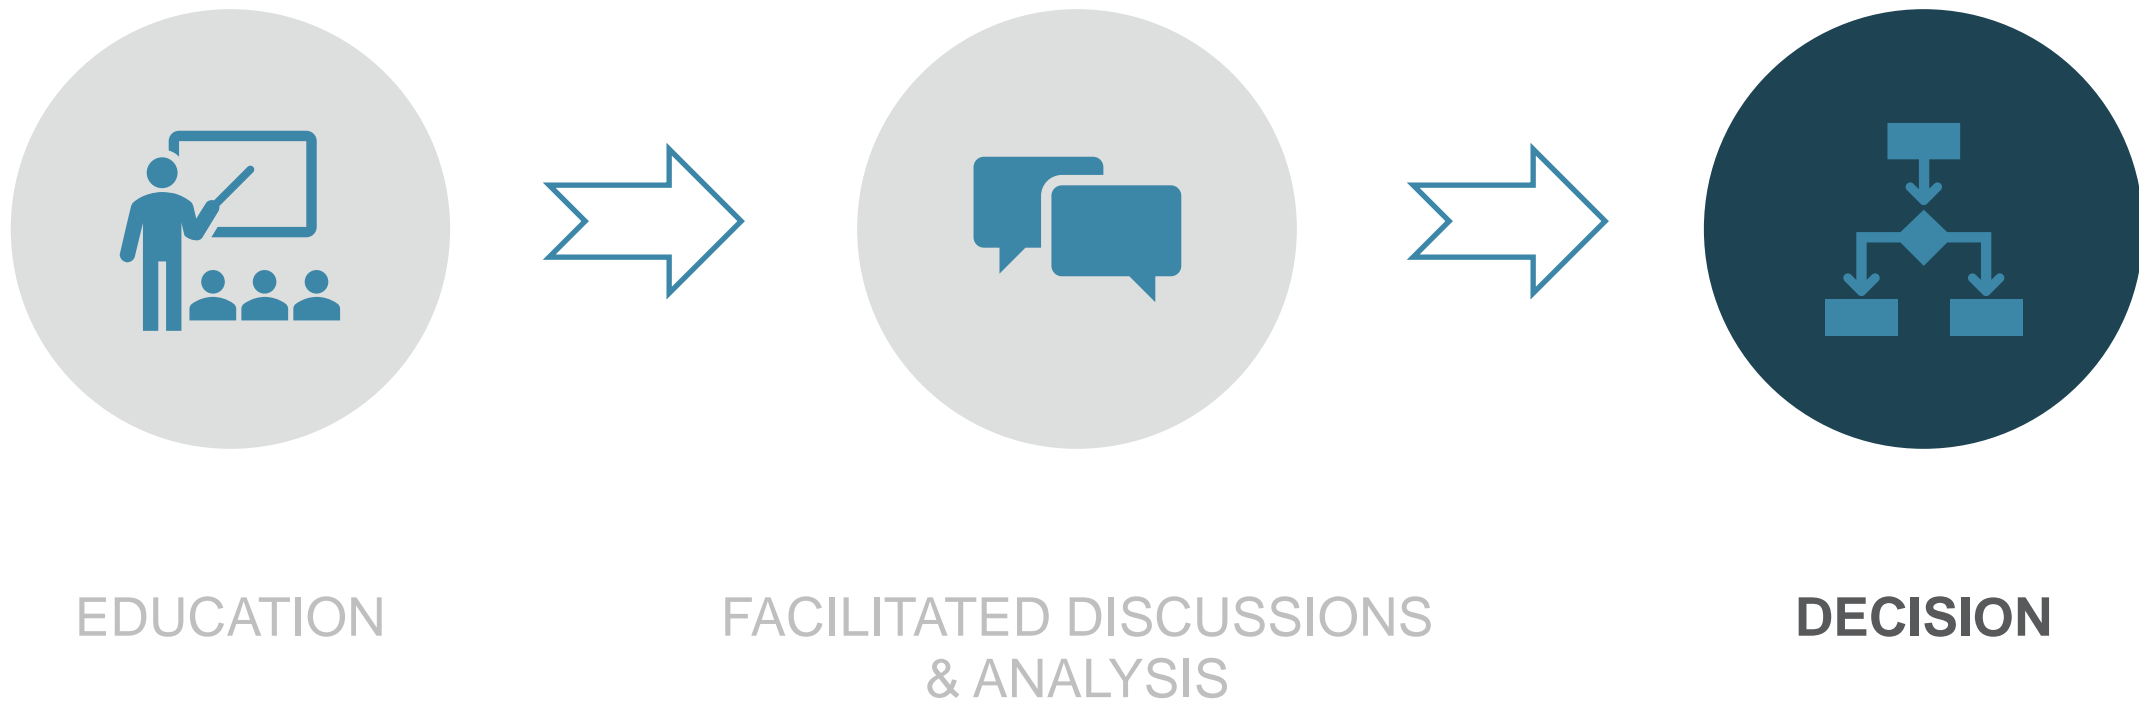 EDUCATION
FACILITATED DISCUSSIONS
& ANALYSIS
DECISION